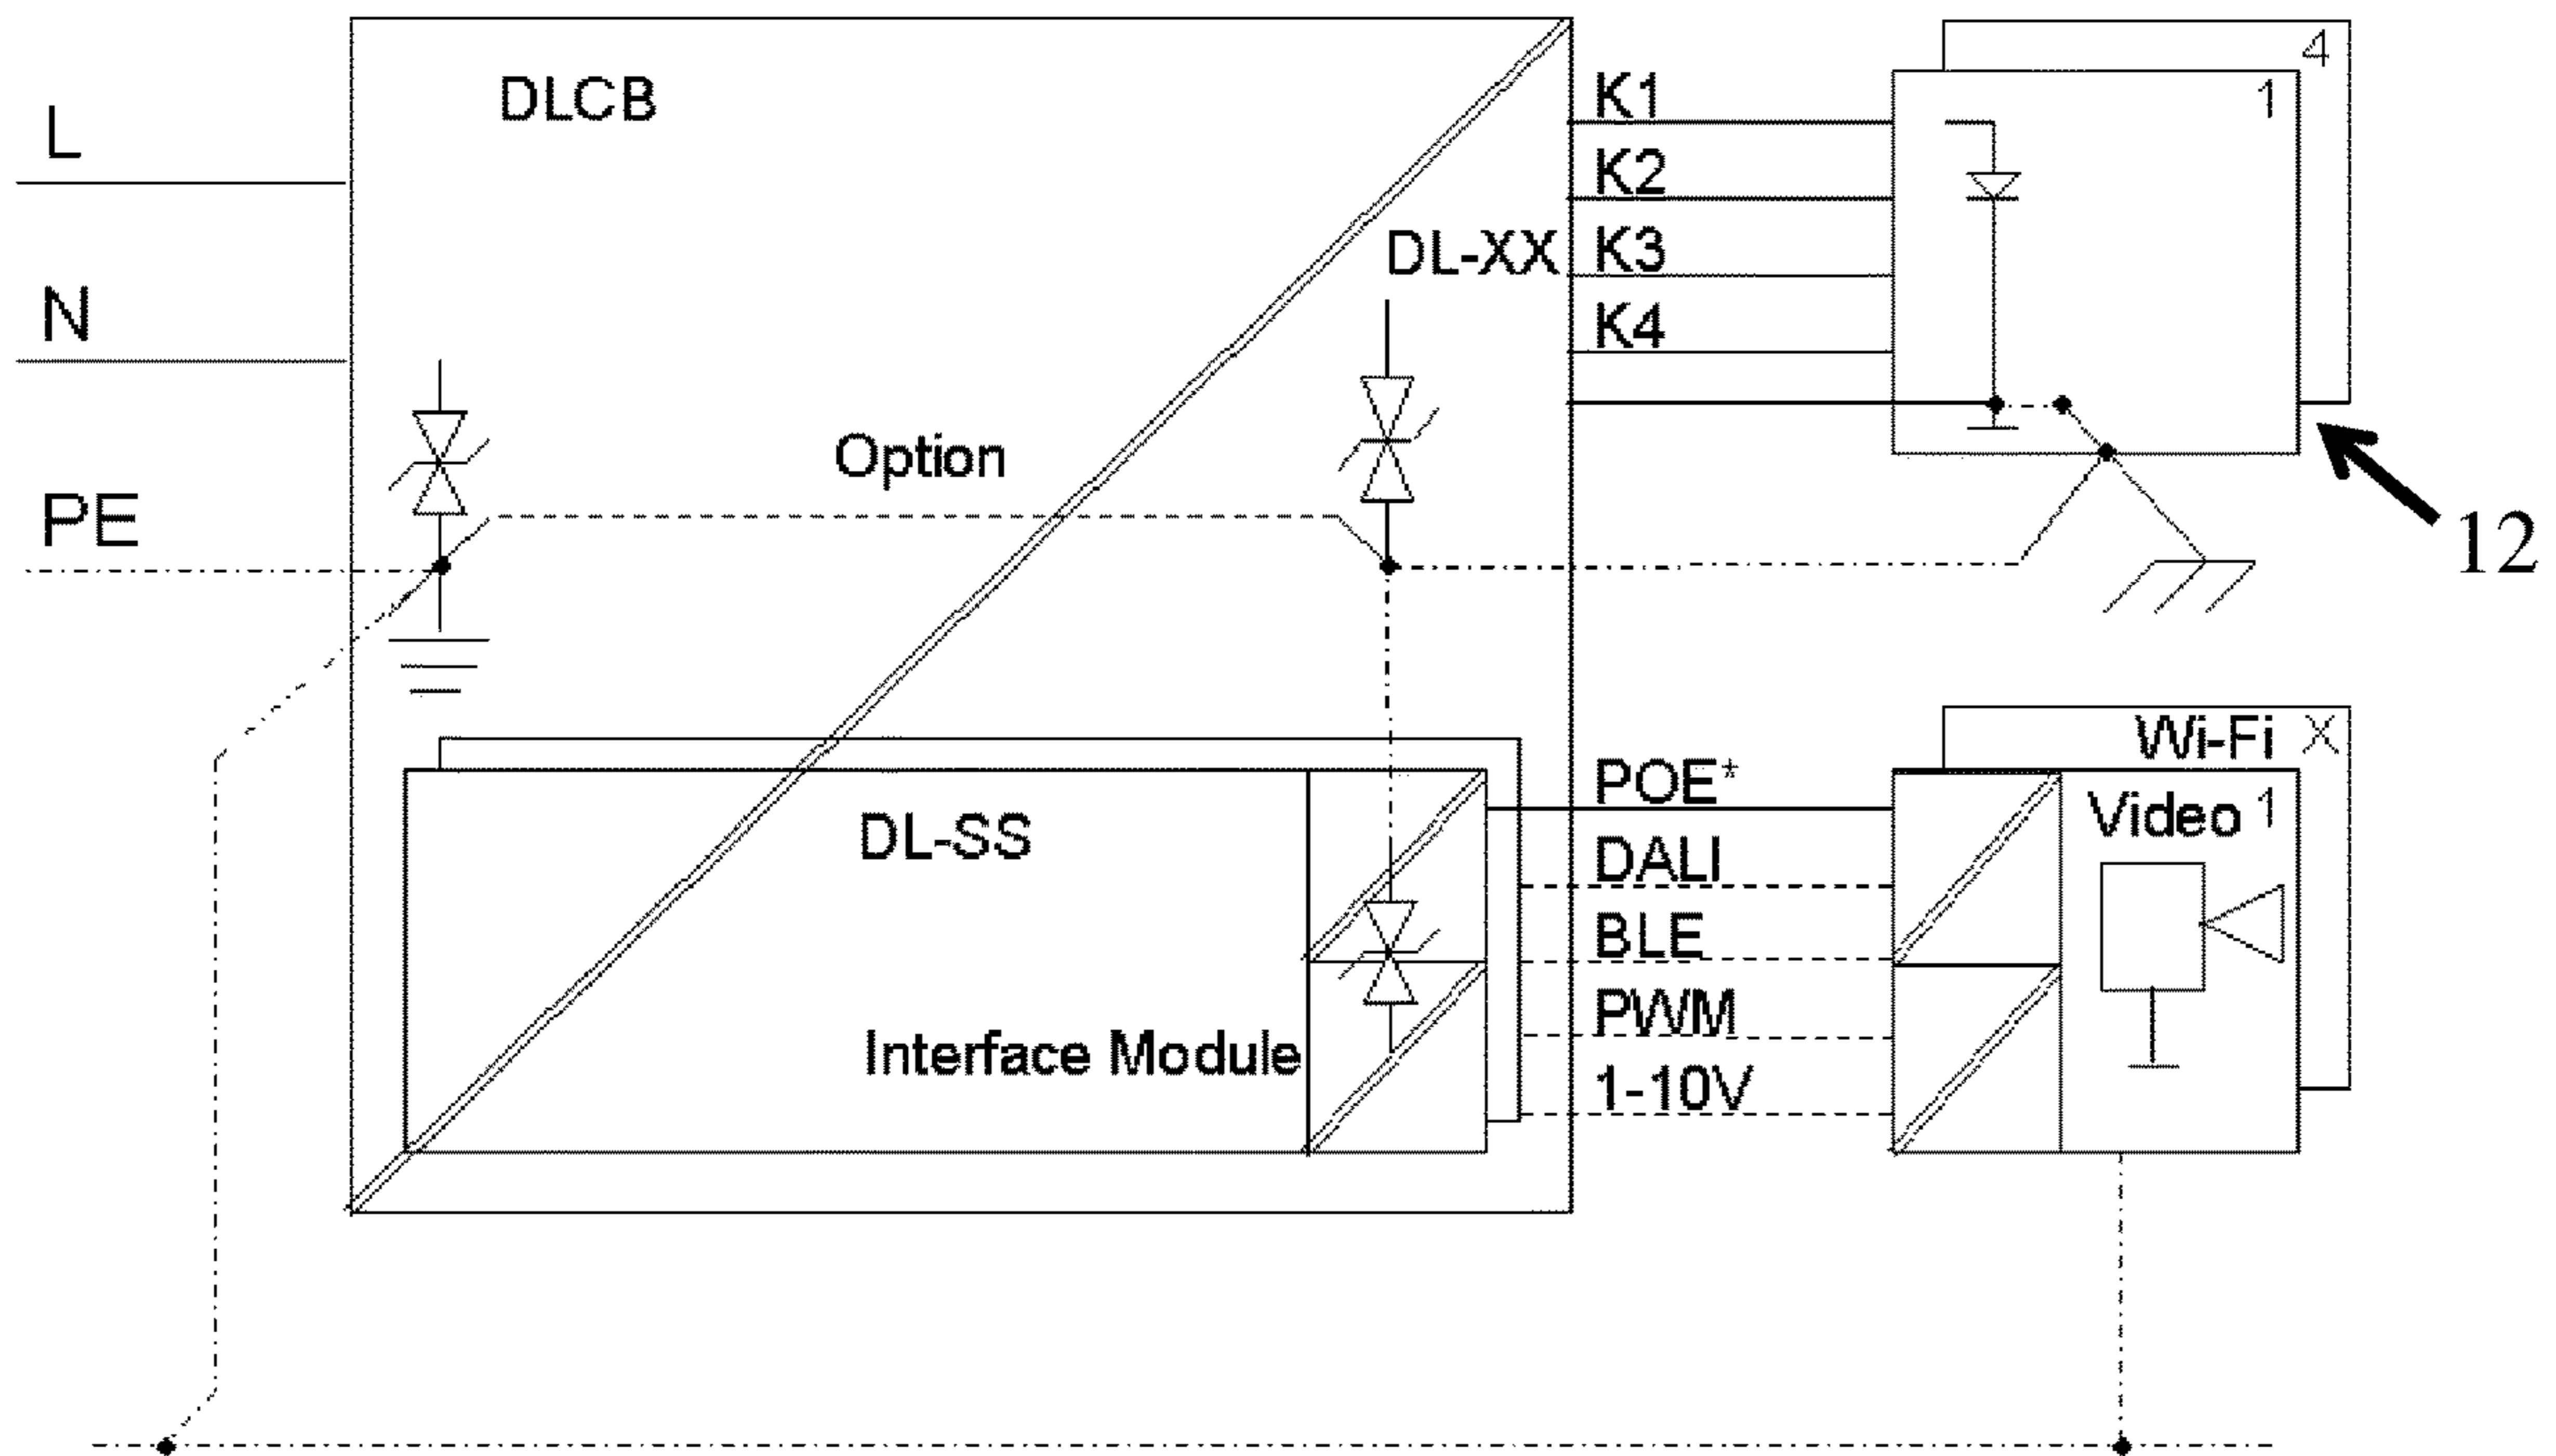 L
N
PE
DLCB
Option
DL-XX
K1
K2
K3
K4
4
1
12
DL-SS
Interface Module
POE*
DALI
BLE
PWM
1-10V
Wi-Fi X
Video 1